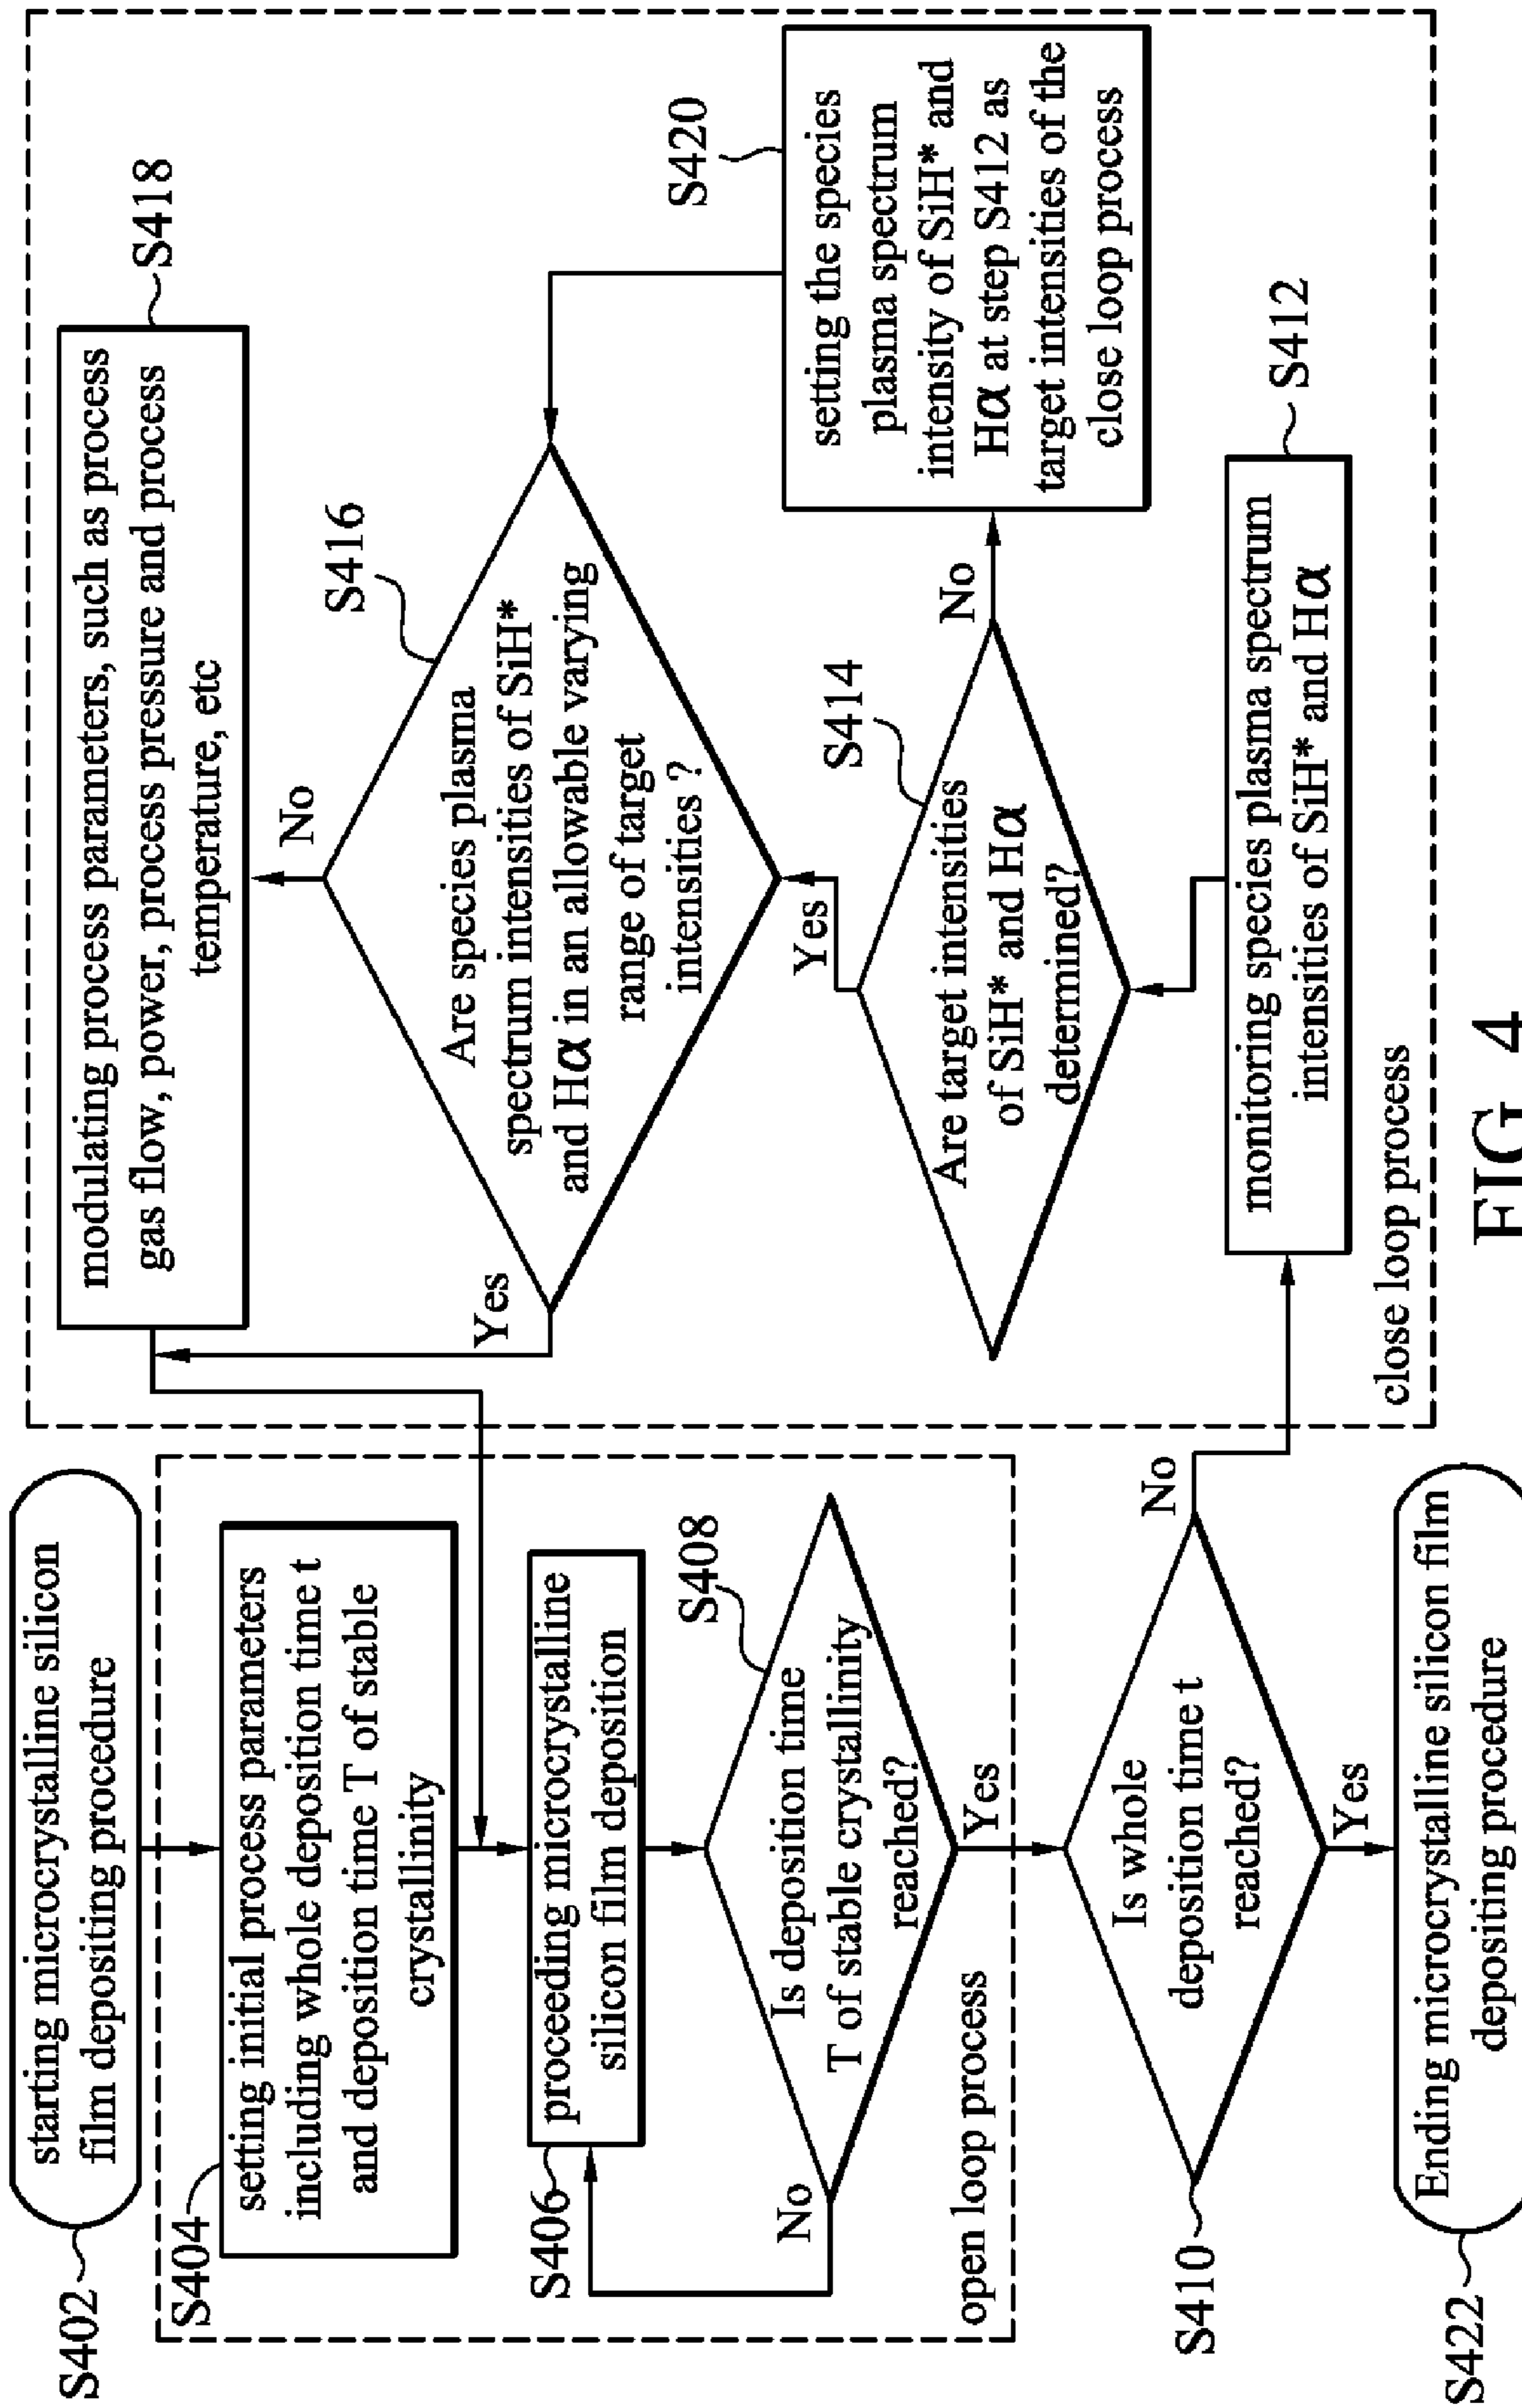 S402
starting microcrystalline silicon
film depositing procedure
S404
setting initial process parameters
including whole deposition time t
and deposition time T of stable
crystallinity
S406
proceeding microcrystalline
silicon film deposition
S408
Is deposition time
T of stable crystallinity
reached?
No
Yes
open loop process
S410
Is whole
deposition time t
reached?
No
Yes
S422
Ending microcrystalline silicon film
depositing procedure
S418
modulating process parameters, such as process
gas flow, power, process pressure and process
temperature, etc
No
S416
Are species plasma
spectrum intensities of SiH*
and Hα in an allowable varying
range of target
intensities ?
Yes
Yes
S414
Are target intensities
of SiH* and Hα
determined?
No
S420
setting the species
plasma spectrum
intensity of SiH* and
Hα at step S412 as
target intensities of the
close loop process
S412
monitoring species plasma spectrum
intensities of SiH* and Hα
close loop process
FIG. 4